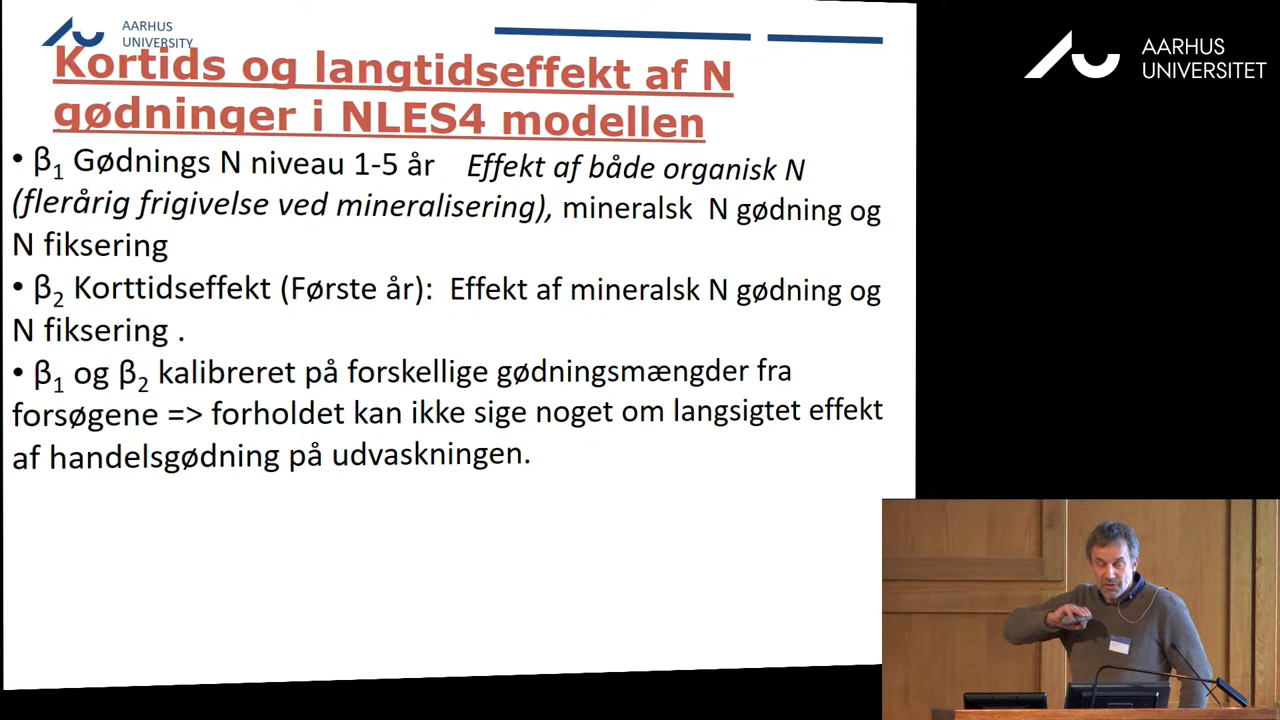 AARHUS
UNIVERSITY
Kortids og langtidseffekt af N
gødninger i NLES4 modellen
• β1 Gødnings N niveau 1-5 år Effekt af både organisk N
(flerårig frigivelse ved mineralisering), mineralsk N gødning og
N fiksering
• β2 Korttidseffekt (Første år): Effekt af mineralsk N gødning og
N fiksering .
• β1 og β2 kalibreret på forskellige gødningsmængder fra
forsøgene => forholdet kan ikke sige noget om langsigtet effekt
af handelsgødning på udvaskningen.
AARHUS
UNIVERSITET